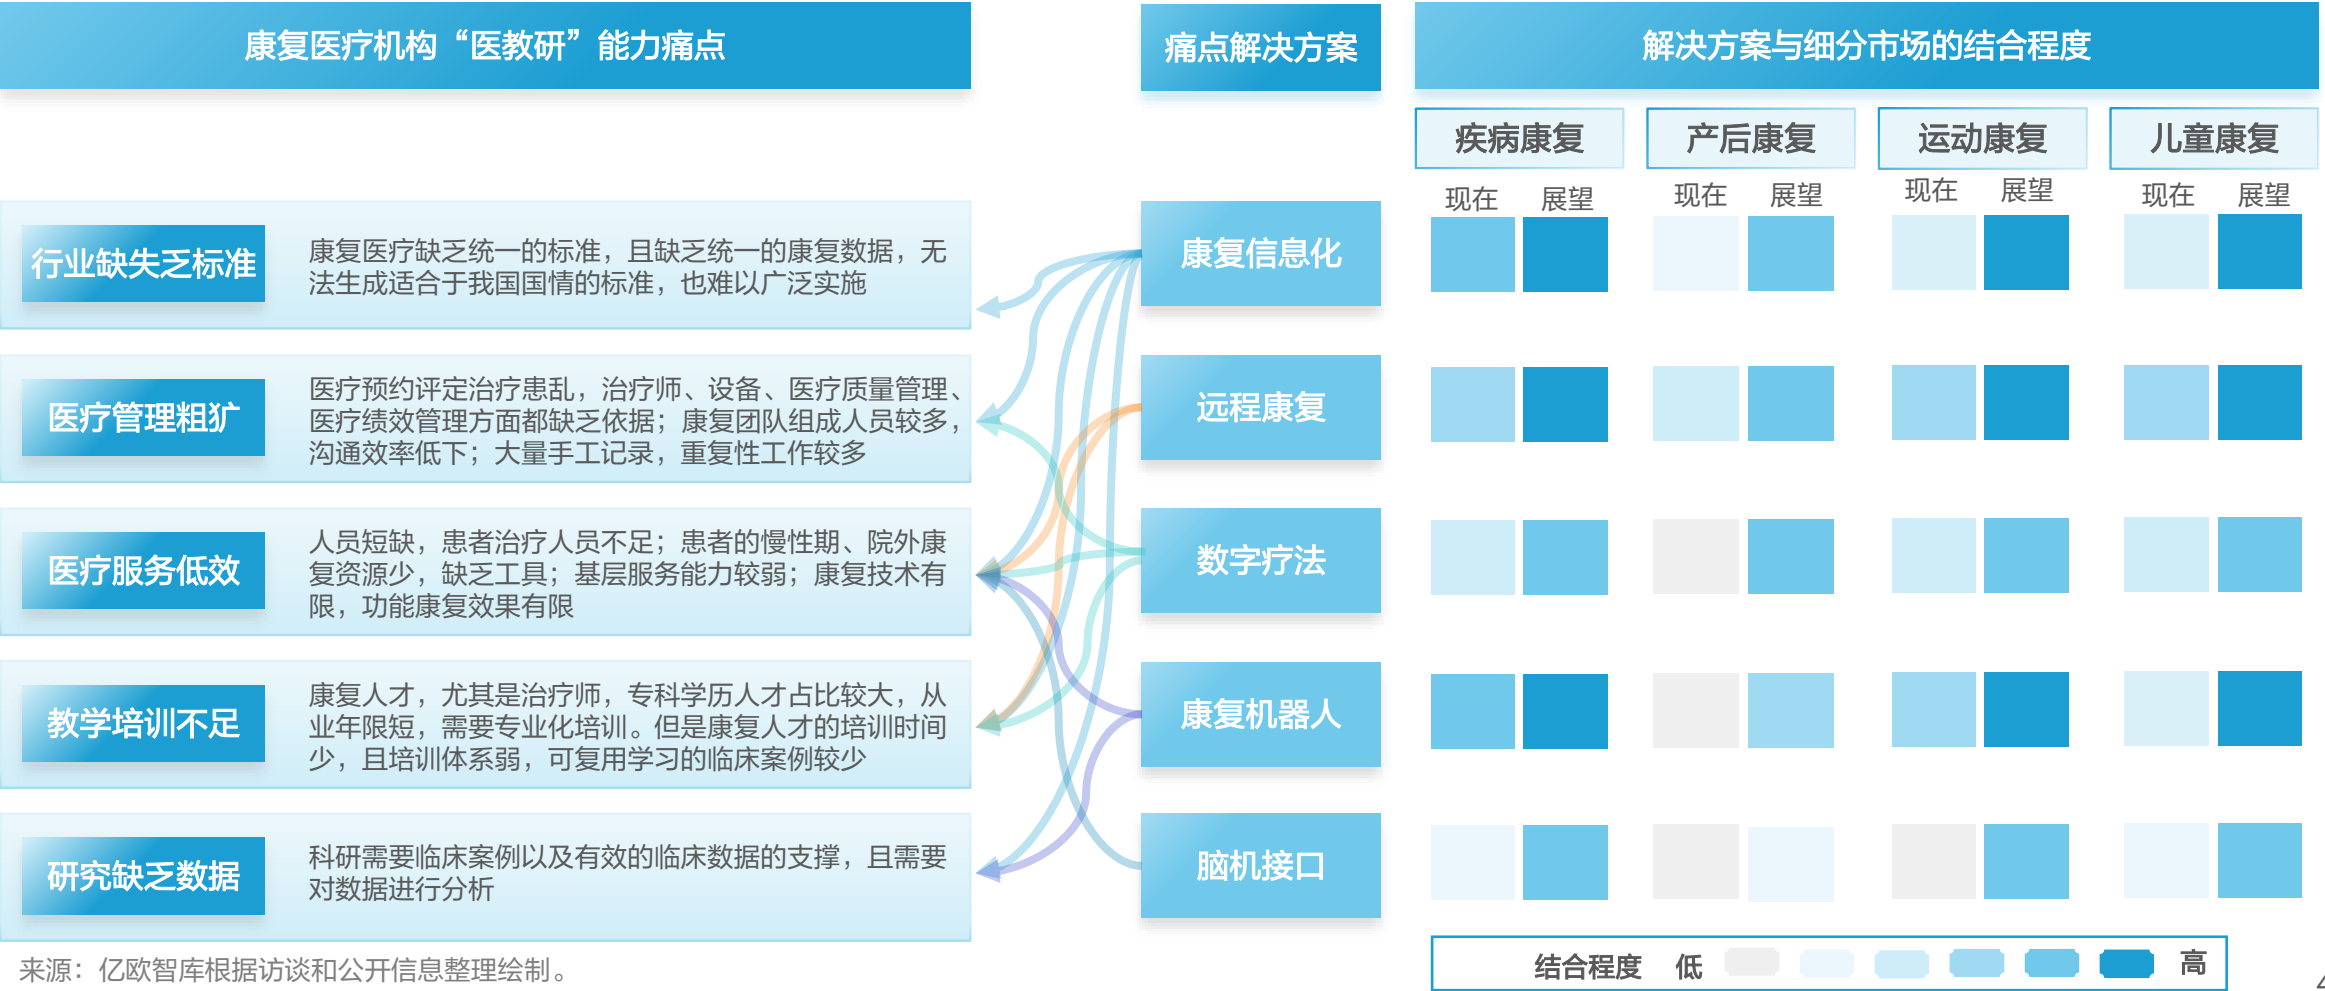 康复医疗机构“医教研”能力痛点
痛点解决方案
解决方案与细分市场的结合程度
疾病康复
产后康复
运动康复
儿童康复
现在
展望
现在
展望
现在
展望
现在
展望
行业缺失乏标准
康复医疗缺乏统一的标准，且缺乏统一的康复数据，无
法生成适合于我国国情的标准，也难以广泛实施
康复信息化
医疗管理粗犷
医疗预约评定治疗患乱，治疗师、设备、医疗质量管理、
医疗绩效管理方面都缺乏依据；康复团队组成人员较多，
沟通效率低下；大量手工记录，重复性工作较多
远程康复
医疗服务低效
人员短缺，患者治疗人员不足；患者的慢性期、院外康
复资源少，缺乏工具；基层服务能力较弱；康复技术有
限，功能康复效果有限
数字疗法
教学培训不足
康复人才，尤其是治疗师，专科学历人才占比较大，从
业年限短，需要专业化培训。但是康复人才的培训时间
少，且培训体系弱，可复用学习的临床案例较少
康复机器人
研究缺乏数据
科研需要临床案例以及有效的临床数据的支撑，且需要
对数据进行分析
脑机接口
来源：亿欧智库根据访谈和公开信息整理绘制。
结合程度 低 高